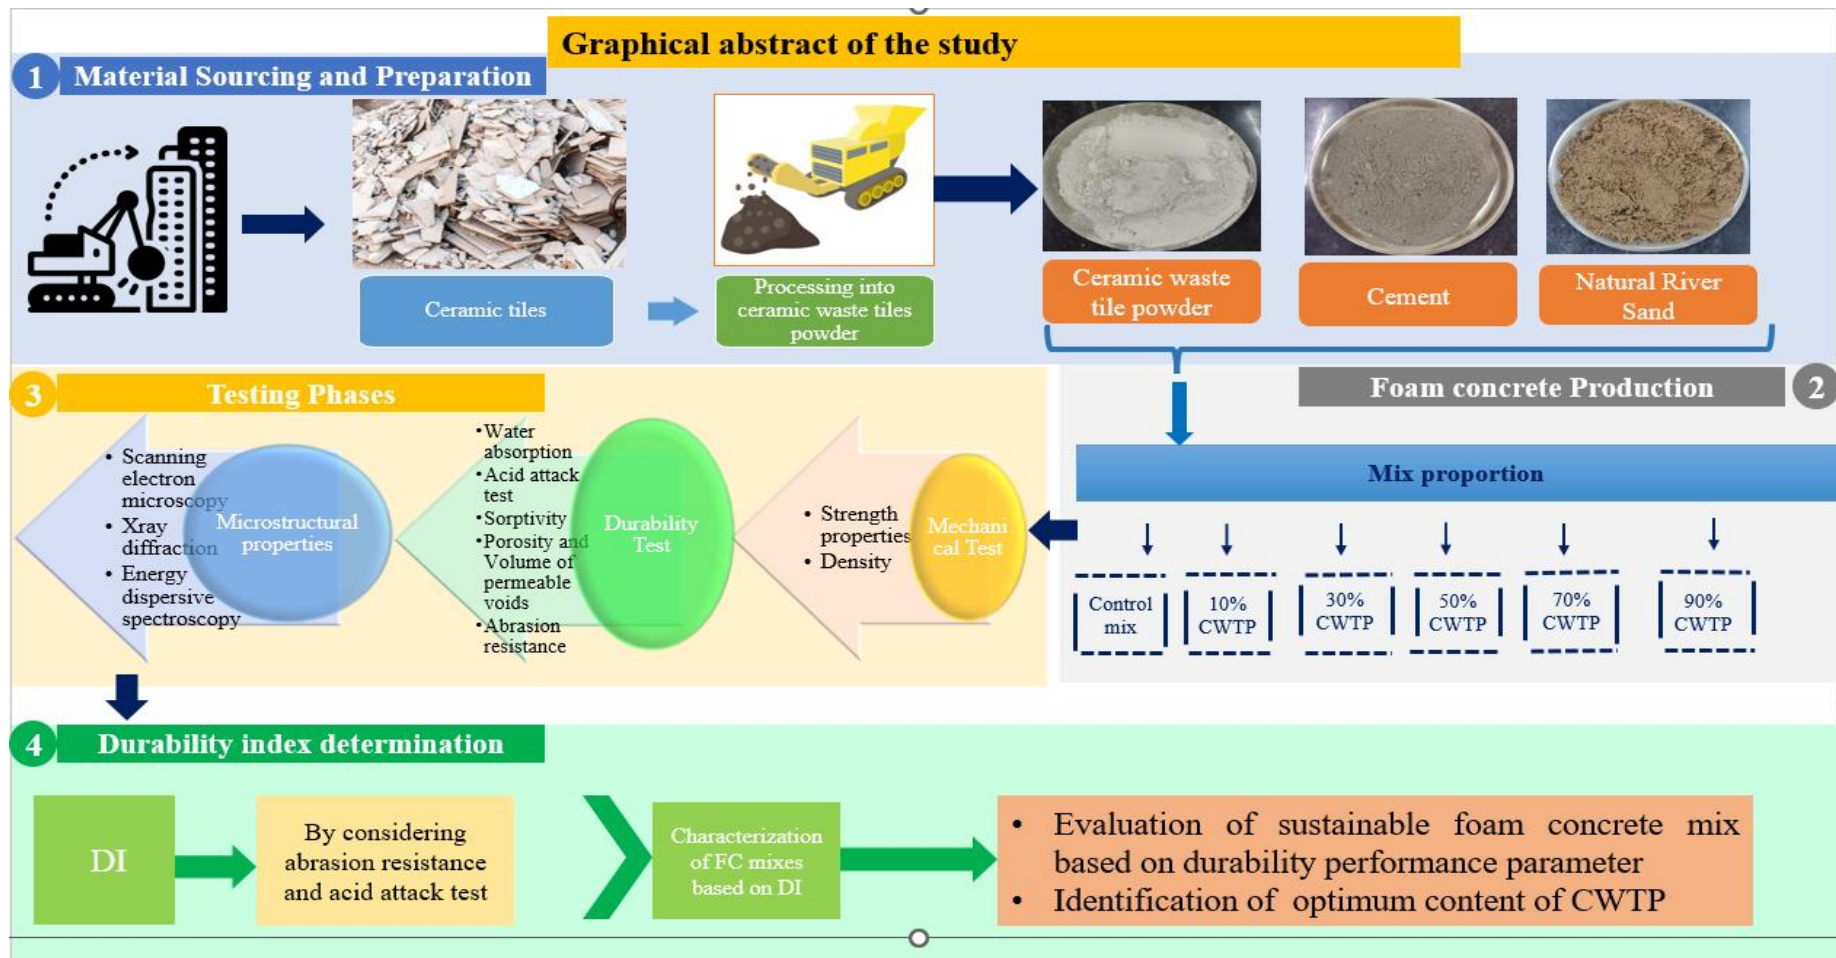 Graphical abstract of the study
1 Material Sourcing and Preparation
Ceramic tiles
Processing into
ceramic waste tiles
powder
Ceramic waste
tile powder
Cement
Natural River
Sand
Foam concrete Production 2
Mix proportion
Control
mix
10%
CWTP
30%
CWTP
50%
CWTP
70%
CWTP
90%
CWTP
3 Testing Phases
Mechani
cal Test
• Strength
properties
• Density
Durability
Test
•Water
absorption
•Acid attack
test
•Sorptivity
•Porosity and
Volume of
permeable
voids
•Abrasion
resistance
Microstructural
properties
• Scanning
electron
microscopy
• Xray
diffraction
• Energy
dispersive
spectroscopy
4 Durability index determination
DI
By considering
abrasion resistance
and acid attack test
Characterization
of FC mixes
based on DI
• Evaluation of sustainable foam concrete mix
based on durability performance parameter
• Identification of optimum content of CWTP